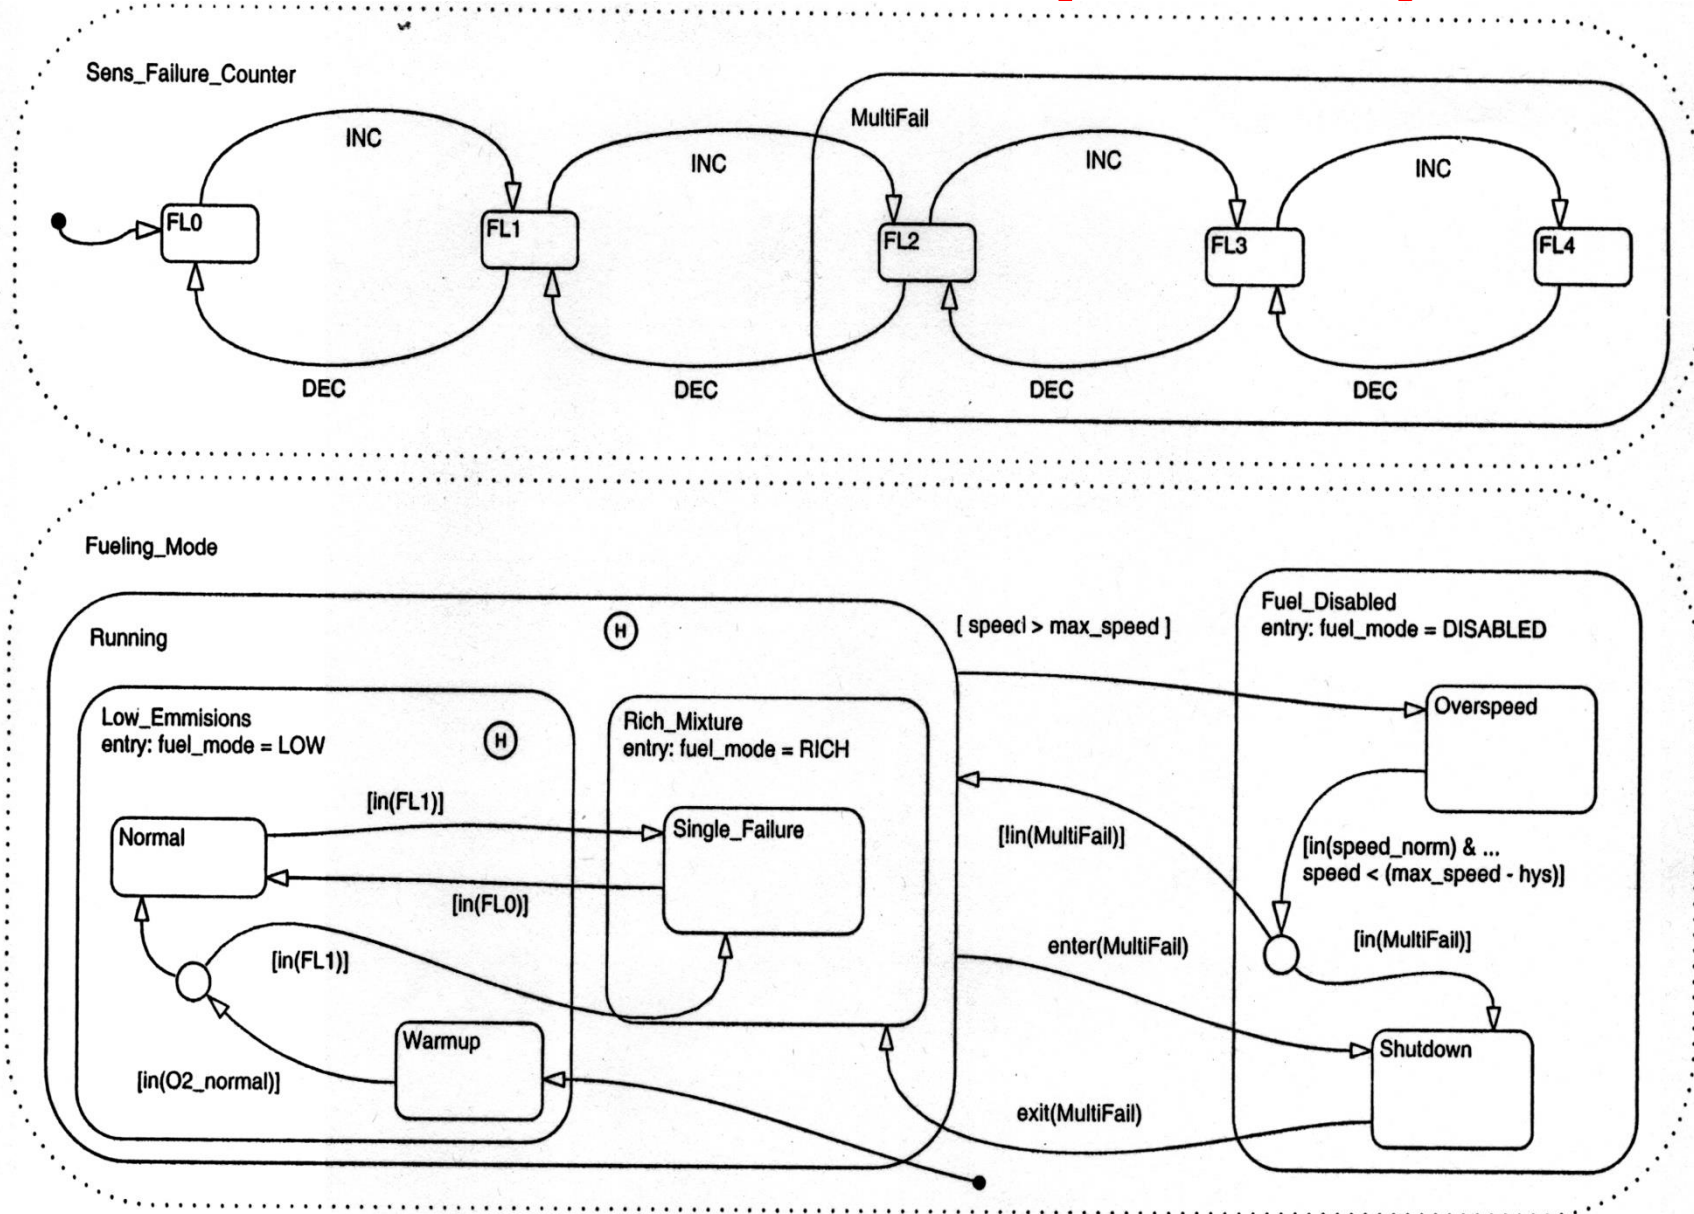 Sens_Failure_Counter
MultiFail
INC
INC
INC
INC
FL0
FL1
FL2
FL3
FL4
DEC
DEC
DEC
DEC
Fueling_Mode
Running
H
[ speed > max_speed ]
Fuel_Disabled
entry: fuel_mode = DISABLED
Low_Emmisions
entry: fuel_mode = LOW
H
Rich_Mixture
entry: fuel_mode = RICH
Overspeed
[in(FL1)]
Normal
Single_Failure
[!in(MultiFail)]
[in(speed_norm) & ...
speed < (max_speed - hys)]
[in(FL0)]
[in(FL1)]
enter(MultiFail)
[in(MultiFail)]
Warmup
Shutdown
[in(O2_normal)]
exit(MultiFail)